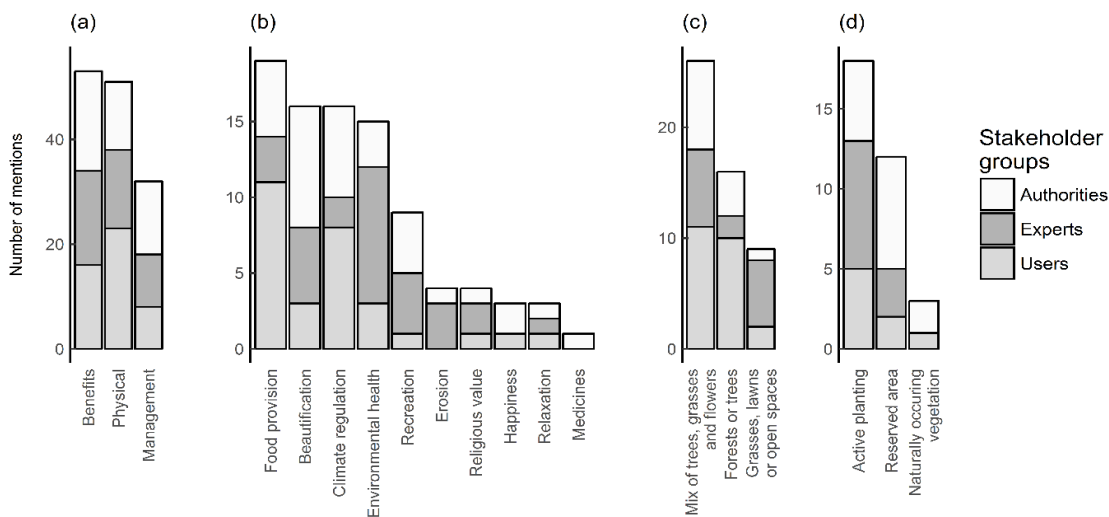 (a)
(b)
(c)
(d)
Number of mentions
0
20
40
Benefits
Physical
Management
0
5
10
15
Food provision
Beautification
Climate regulation
Environmental health
Recreation
Erosion
Religious value
Happiness
Relaxation
Medicines
0
10
20
Mix of trees, grasses
and flowers
Forests or trees
Grasses, lawns
or open spaces
0
5
10
15
Active planting
Reserved area
Naturally occuring
vegetation
Stakeholder
groups
Authorities
Experts
Users